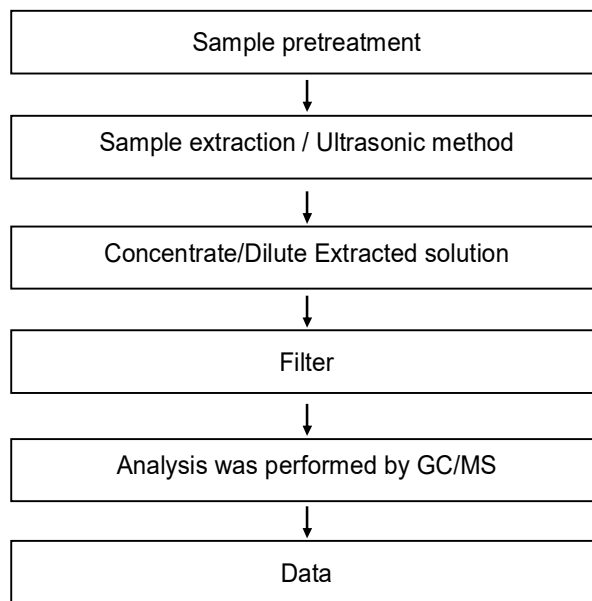 Sample pretreatment
Sample extraction / Ultrasonic method
Concentrate/Dilute Extracted solution
Filter
Analysis was performed by GC/MS
Data